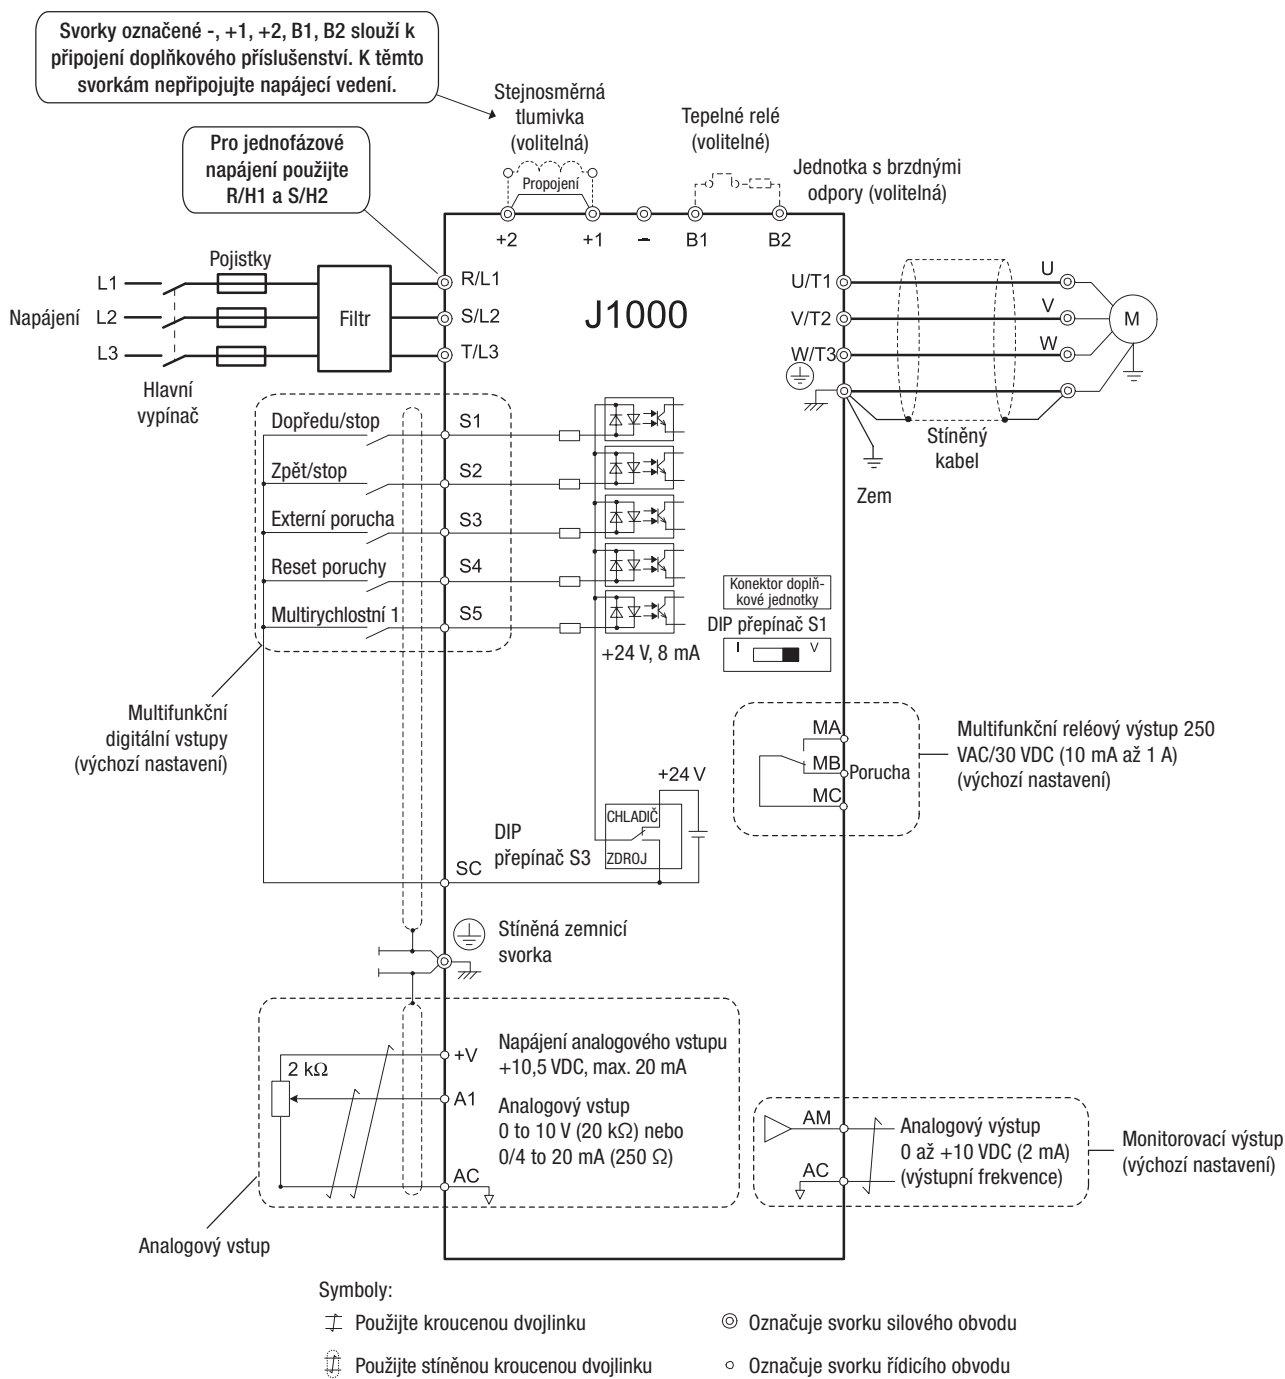 Svorky označené -, +1, +2, B1, B2 slouží k
připojení doplňkového příslušenství. K těmto
svorkám nepřipojujte napájecí vedení.
Stejnosměrná
tlumivka
(volitelná)
Tepelné relé
(volitelné)
Pro jednofázové
napájení použijte
R/H1 a S/H2
Jednotka s brzdnými
odpory (volitelná)
Propojení
+2
+1
–
B1
B2
Pojistky
L1
L2
L3
Napájení
Filtr
Hlavní
vypínač
R/L1
S/L2
T/L3
J1000
U/T1
V/T2
W/T3
U
V
W
M
Stíněný
kabel
Zem
Dopředu/stop
S1
Zpět/stop
S2
Externí porucha
S3
Reset poruchy
S4
Multirychlostní 1
S5
+24 V, 8 mA
Konektor doplň-
kové jednotky
DIP přepínač S1
I
V
Multifunkční
digitální vstupy
(výchozí nastavení)
MA
MB
MC
Porucha
Multifunkční reléový výstup 250
VAC/30 VDC (10 mA až 1 A)
(výchozí nastavení)
+24 V
CHLADIČ
ZDROJ
DIP
přepínač S3
SC
Stíněná zemnicí
svorka
2 kΩ
+V
Napájení analogového vstupu
+10,5 VDC, max. 20 mA
A1
Analogový vstup
0 to 10 V (20 kΩ) nebo
0/4 to 20 mA (250 Ω)
AC
Analogový vstup
AM
AC
Analogový výstup
0 až +10 VDC (2 mA)
(výstupní frekvence)
Monitorovací výstup
(výchozí nastavení)
Symboly:
Použijte kroucenou dvojlinku
Označuje svorku silového obvodu
Použijte stíněnou kroucenou dvojlinku
Označuje svorku řídicího obvodu